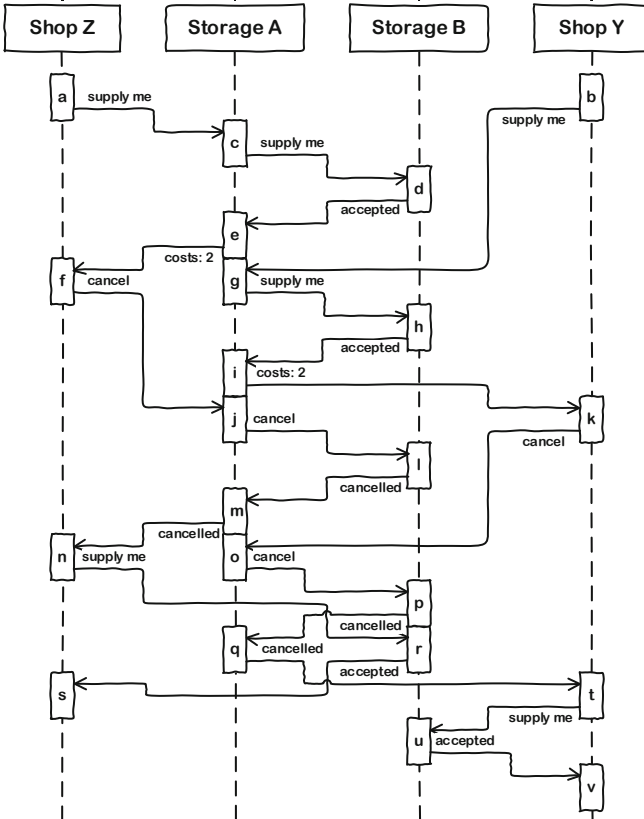 Shop Z Storage A Storage B Shop Y
a b
supply me
supply me
c supply me
d
accepted
e
costs: 2
f cancel g supply me
h
accepted
i costs: 2
j cancel k
cancel
l
cancelled
m
cancelled
n supply me o cancel
p
cancelled
q cancelled r
accepted
s t
supply me
u accepted
v